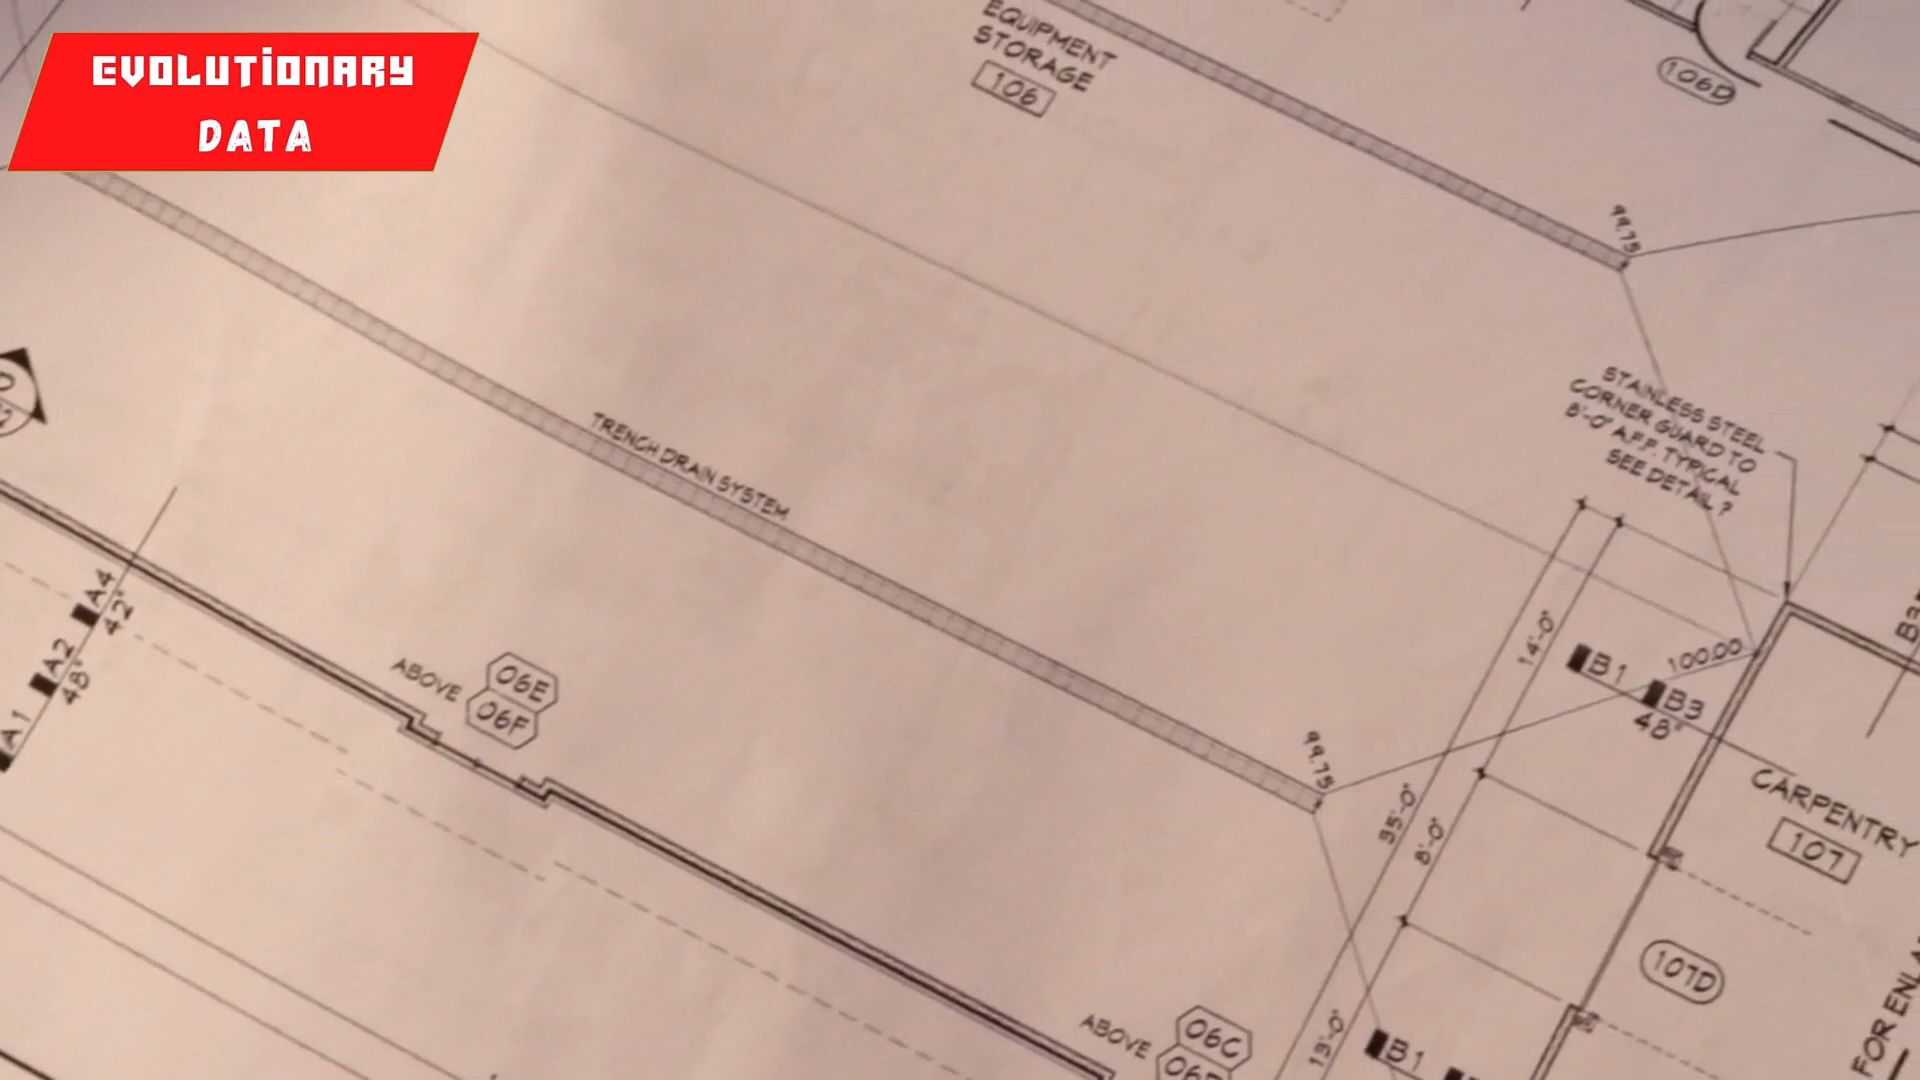 EVOLUTIONARY
DATA
EQUIPMENT
STORAGE
106
106D
99.75
STAINLESS STEEL
CORNER GUARD TO
8'-0" A.F.F. TYPICAL
SEE DETAIL ?
TRENCH DRAIN SYSTEM
A4
42"
A2
48"
A1
ABOVE
06E
06F
14'-0"
B1
100.00
B3
48"
99.75
35'-0"
8'-0"
CARPENTRY
107
107D
ABOVE
06C
13'-0"
B1